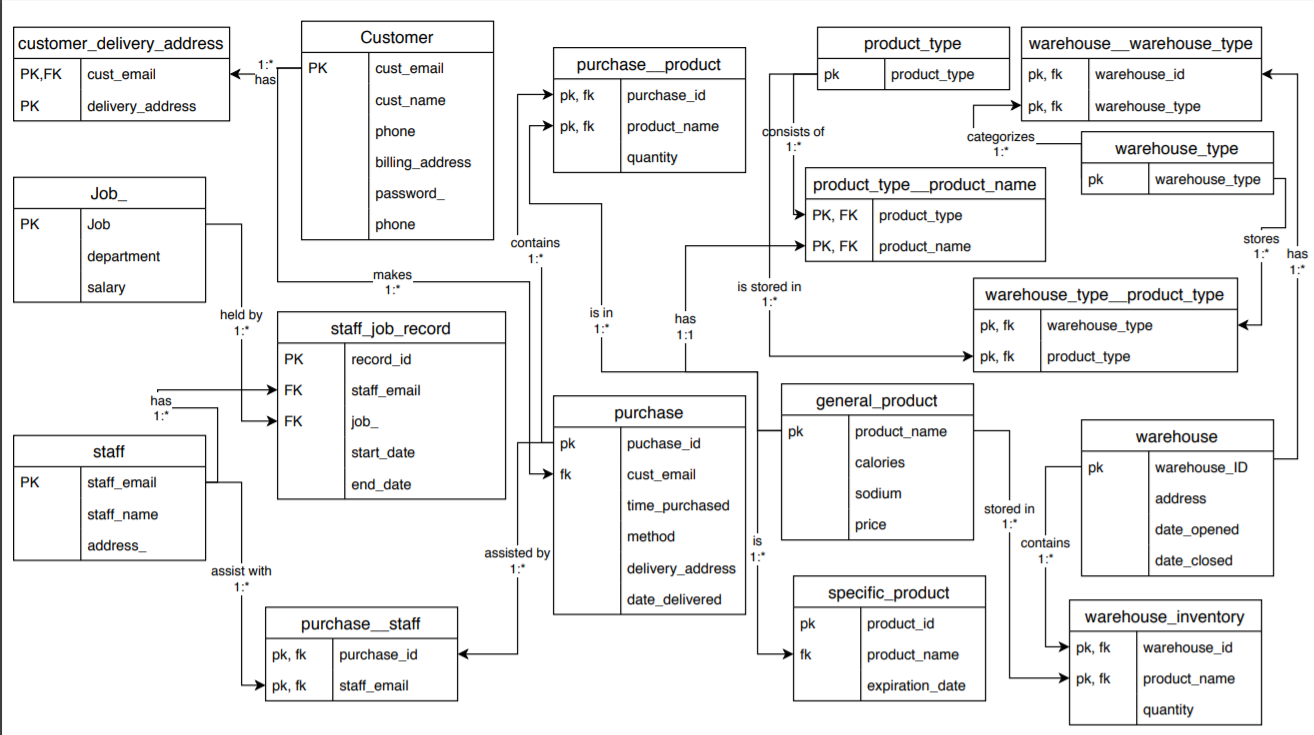 customer_delivery_address
PK,FK cust_email
PK delivery_address
1:*
has
Customer
PK cust_email
cust_name
phone
billing_address
password_
phone
purchase__product
pk, fk purchase_id
pk, fk product_name
quantity
product_type
pk product_type
warehouse__warehouse_type
pk, fk warehouse_id
pk, fk warehouse_type
consists of
1:*
categorizes
1:*
warehouse_type
pk warehouse_type
Job_
PK Job
department
salary
product_type__product_name
PK, FK product_type
PK, FK product_name
contains
1:*
stores
1:*
has
1:*
makes
1:*
is stored in
1:*
warehouse_type__product_type
pk, fk warehouse_type
pk, fk product_type
held by
1:*
is in
1:*
has
1:1
staff_job_record
PK record_id
FK staff_email
FK job_
start_date
end_date
has
1:*
staff
PK staff_email
staff_name
address_
purchase
pk puchase_id
fk cust_email
time_purchased
method
delivery_address
date_delivered
general_product
pk product_name
calories
sodium
price
warehouse
pk warehouse_ID
address
date_opened
date_closed
stored in
1:*
contains
1:*
assisted by
1:*
is
1:*
assist with
1:*
purchase__staff
pk, fk purchase_id
pk, fk staff_email
specific_product
pk product_id
fk product_name
expiration_date
warehouse_inventory
pk, fk warehouse_id
pk, fk product_name
quantity